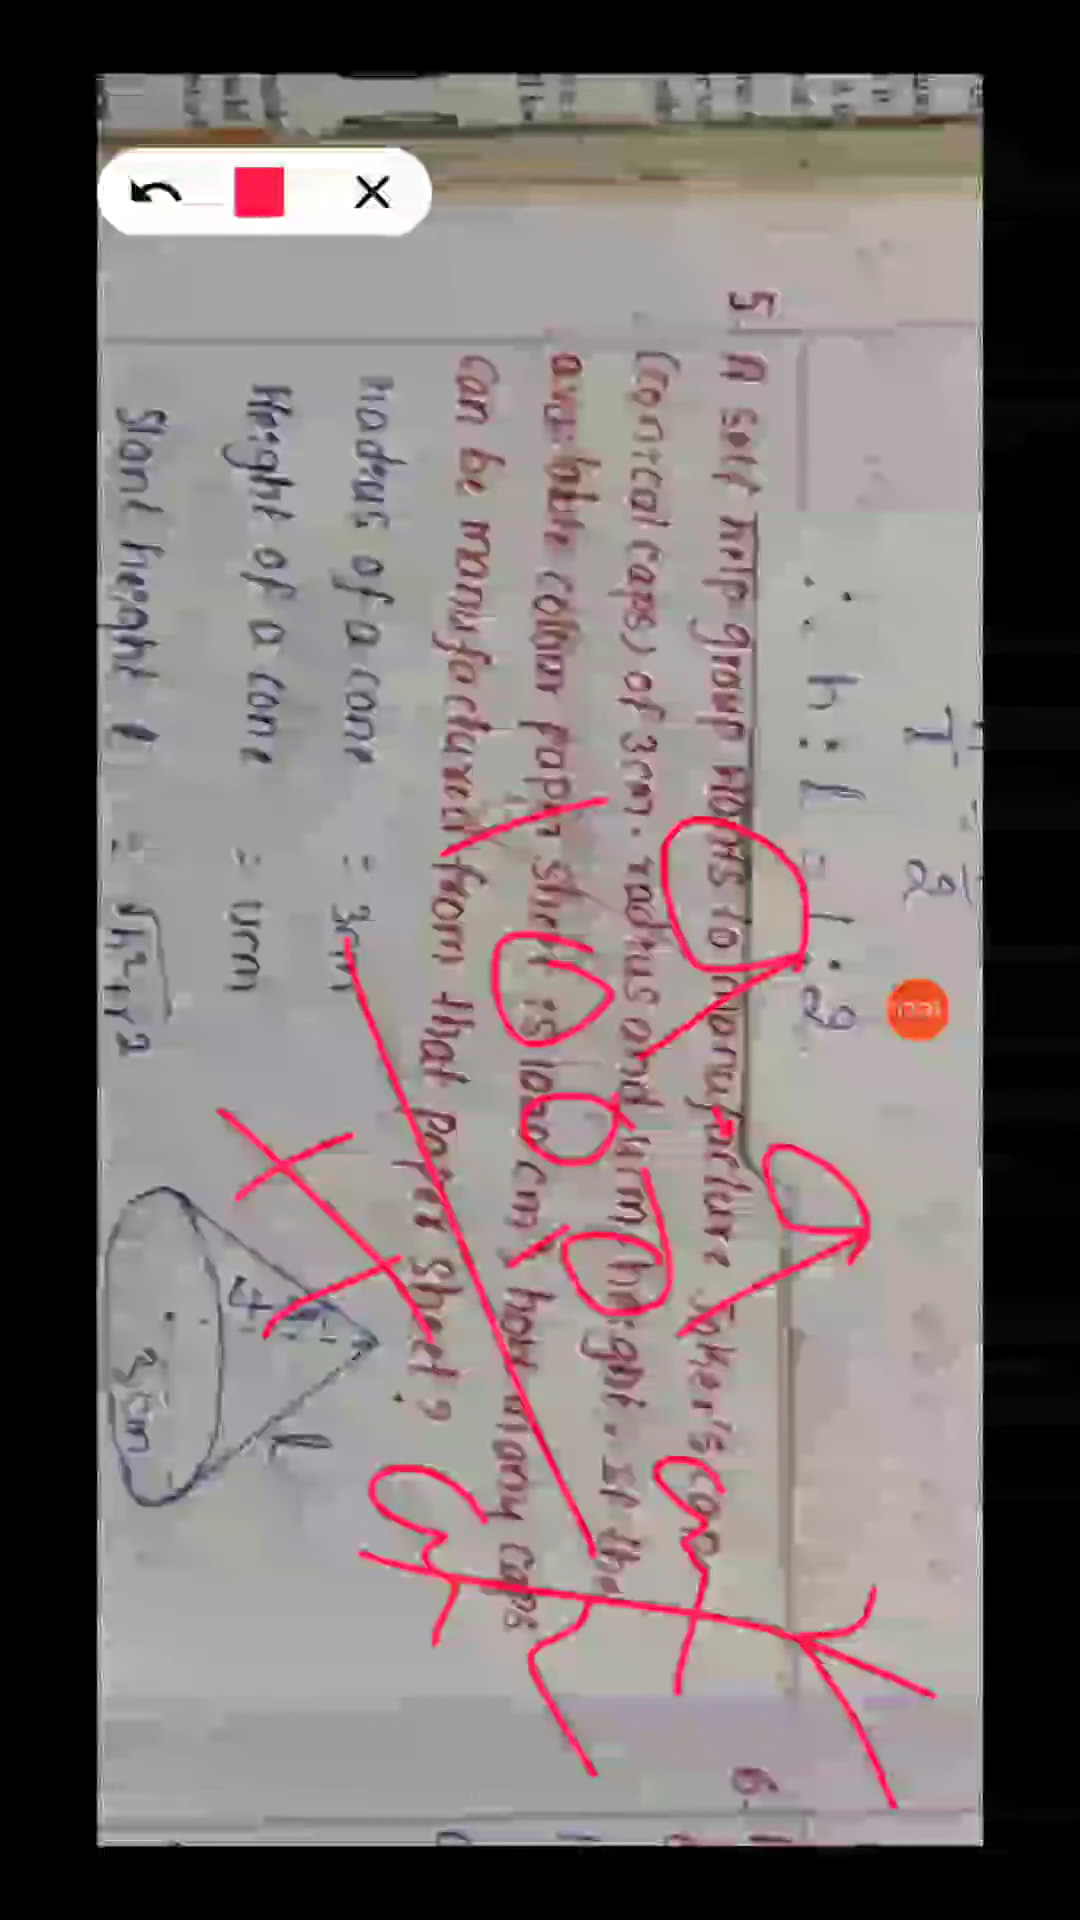 ∴ h : l = 1 : 2
5. A self help group wants to manufacture Joker's cap
(conical caps) of 3cm. radius and 4cm height. If the
available colour paper sheet is 1000 cm², how many caps
can be manufactured from that paper sheet?
Radius of a cone = 3cm
Height of a cone = 4cm
Slant height l = √h²+r²
l
3cm
6.